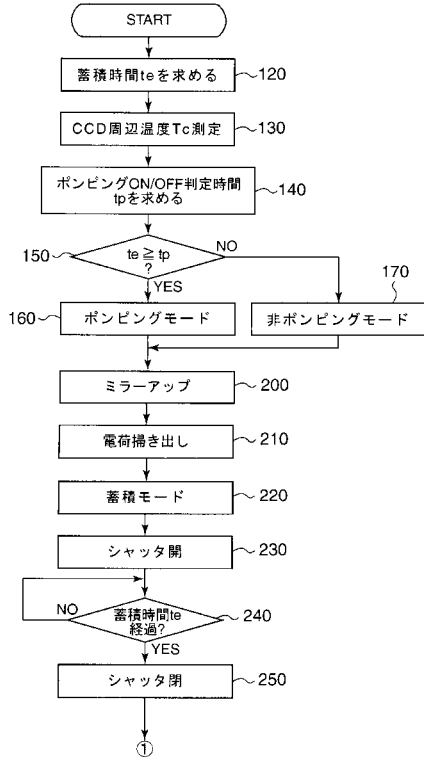 START
蓄積時間teを求める
120
CCD周辺温度Tc測定
130
ポンピングON/OFF判定時間
tpを求める
140
150
te≧tp
?
NO
YES
170
160
ポンピングモード
非ポンピングモード
ミラーアップ
200
電荷掃き出し
210
蓄積モード
220
シャッタ開
230
NO
蓄積時間te
経過?
240
YES
シャッタ閉
250
①